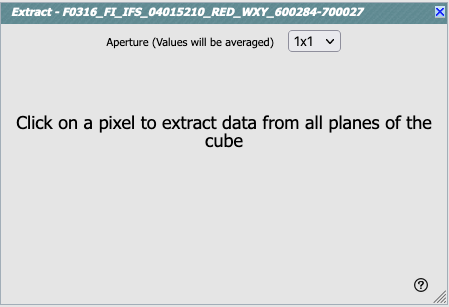 Extract - F0316_FI_IFS_04015210_RED_WXY_600284-700027
Aperture (Values will be averaged) 1x1
Click on a pixel to extract data from all planes of the
cube